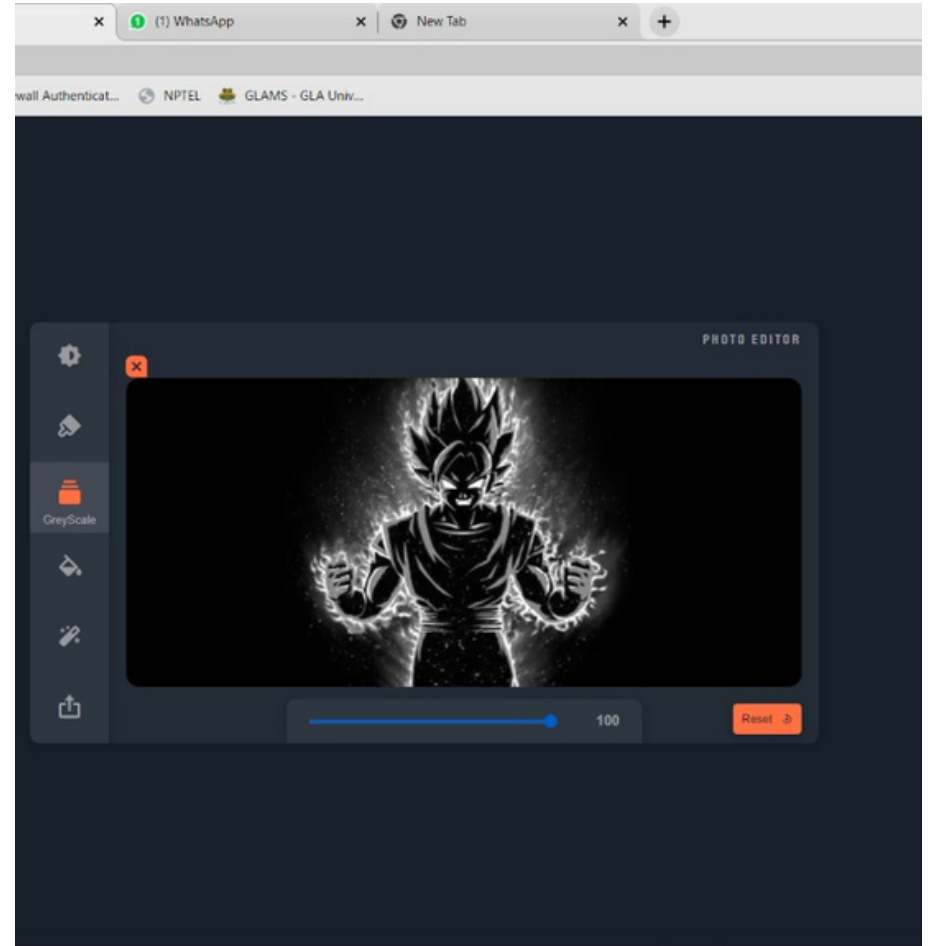 (1) WhatsApp New Tab
wall Authenticat... NPTEL GLAMS - GLA Univ...
PHOTO EDITOR
GreyScale
100 Reset